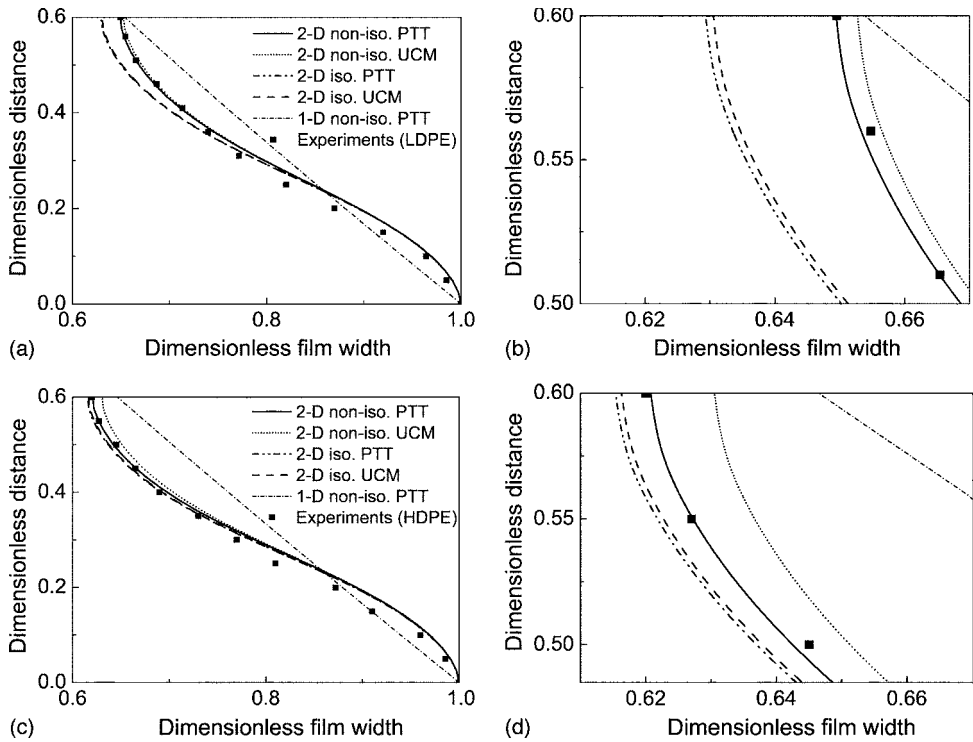 Dimensionless distance
0.6
0.4
0.2
0.0
0.6
0.8
1.0
Dimensionless film width
2-D non-iso. PTT
2-D non-iso. UCM
2-D iso. PTT
2-D iso. UCM
1-D non-iso. PTT
Experiments (LDPE)
(a)
Dimensionless distance
0.60
0.55
0.50
0.62
0.64
0.66
Dimensionless film width
(b)
Dimensionless distance
0.6
0.4
0.2
0.0
0.6
0.8
1.0
Dimensionless film width
2-D non-iso. PTT
2-D non-iso. UCM
2-D iso. PTT
2-D iso. UCM
1-D non-iso. PTT
Experiments (HDPE)
(c)
Dimensionless distance
0.60
0.55
0.50
0.62
0.64
0.66
Dimensionless film width
(d)